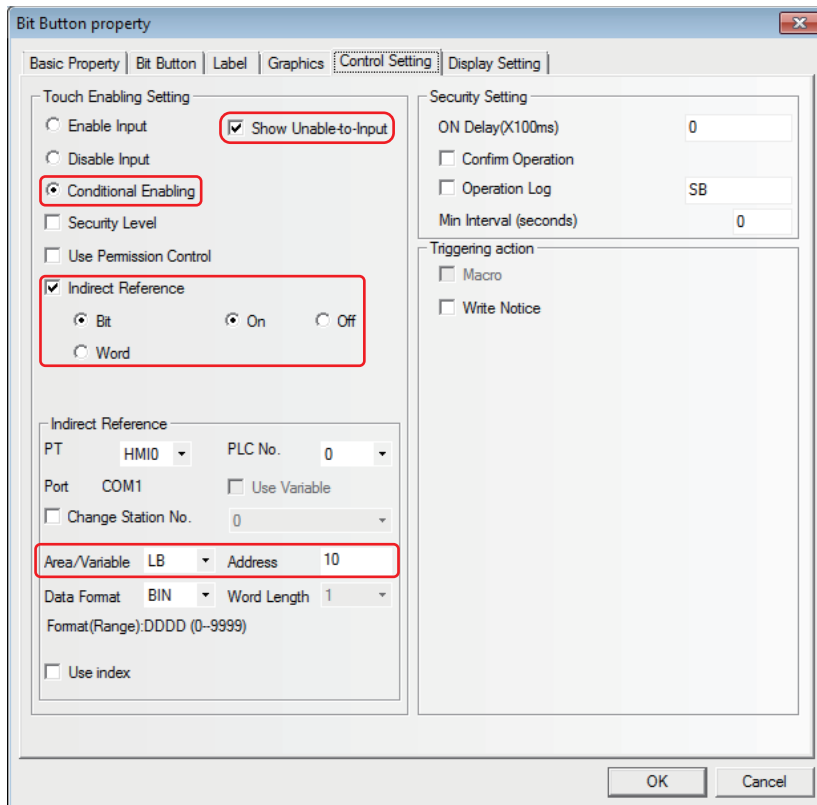 Bit Button property
Basic Property Bit Button Label Graphics Control Setting Display Setting
Touch Enabling Setting
Enable Input Show Unable-to-Input
Disable Input
Conditional Enabling
Security Level
Use Permission Control
Indirect Reference
Bit On Off
Word
Indirect Reference
PT HMI0 PLC No. 0
Port COM1 Use Variable
Change Station No. 0
Area/Variable LB Address 10
Data Format BIN Word Length 1
Format(Range):DDDD (0--9999)
Use index
Security Setting
ON Delay(X100ms) 0
Confirm Operation
Operation Log SB
Min Interval (seconds) 0
Triggering action
Macro
Write Notice
OK Cancel